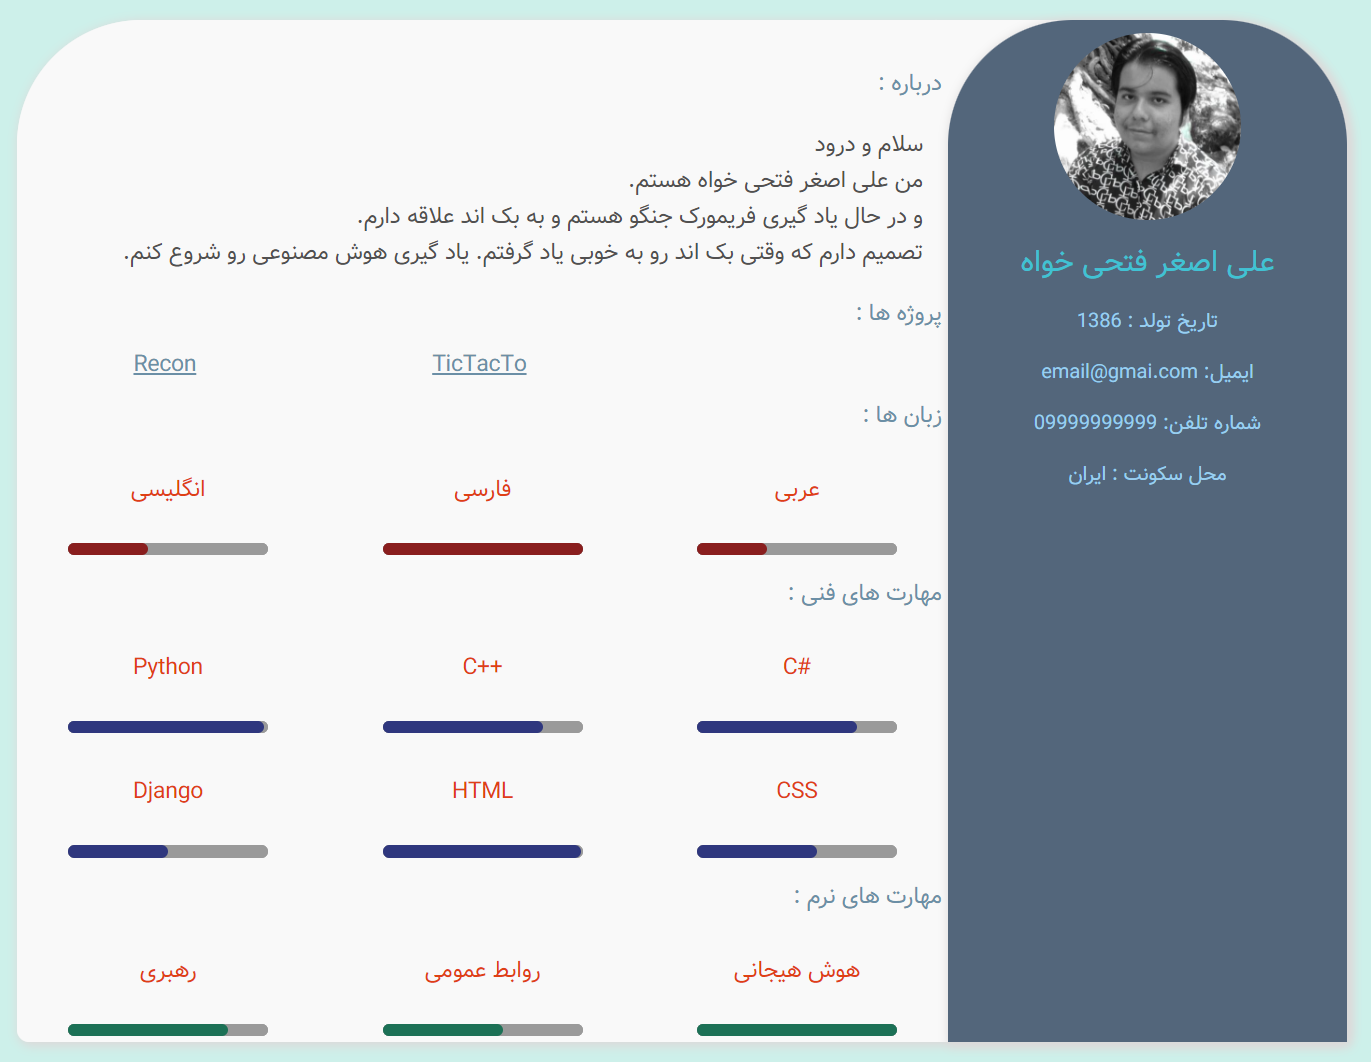 علی اصغر فتحی خواه
تاریخ تولد : 1386
ایمیل: email@gmai.com
شماره تلفن: 09999999999
محل سکونت : ایران
درباره :
سلام و درود
من علی اصغر فتحی خواه هستم.
و در حال یاد گیری فریمورک جنگو هستم و به بک اند علاقه دارم.
تصمیم دارم که وقتی بک اند رو به خوبی یاد گرفتم. یاد گیری هوش مصنوعی رو شروع کنم.
پروژه ها :
TicTacTo Recon
زبان ها :
عربی فارسی انگلیسی
مهارت های فنی :
C# C++ Python
CSS HTML Django
مهارت های نرم :
هوش هیجانی روابط عمومی رهبری